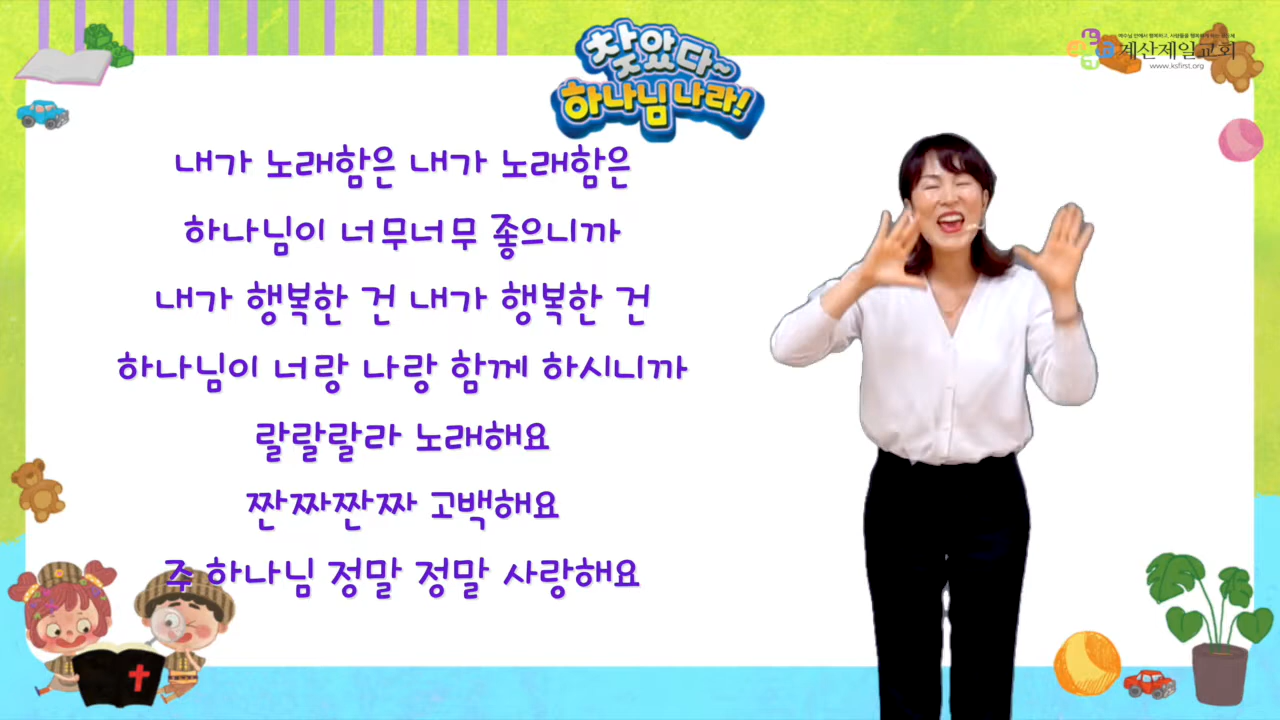 찾았다~
하나님 나라!
계산제일교회
www.ksfirst.org
내가 노래함은 내가 노래함은
하나님이 너무너무 좋으니까
내가 행복한 건 내가 행복한 건
하나님이 너랑 나랑 함께 하시니까
랄랄랄라 노래해요
짠짜짠짜 고백해요
주 하나님 정말 정말 사랑해요